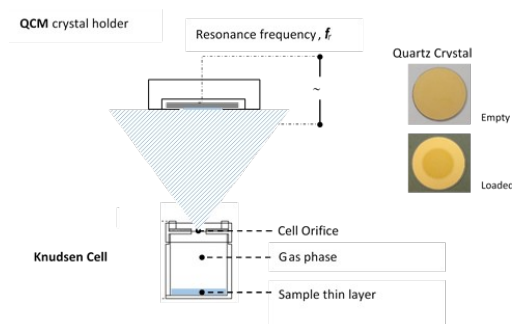 QCM crystal holder
Resonance frequency, fr
Quartz Crystal
~
Empty
Loaded
Cell Orifice
Knudsen Cell
Gas phase
Sample thin layer